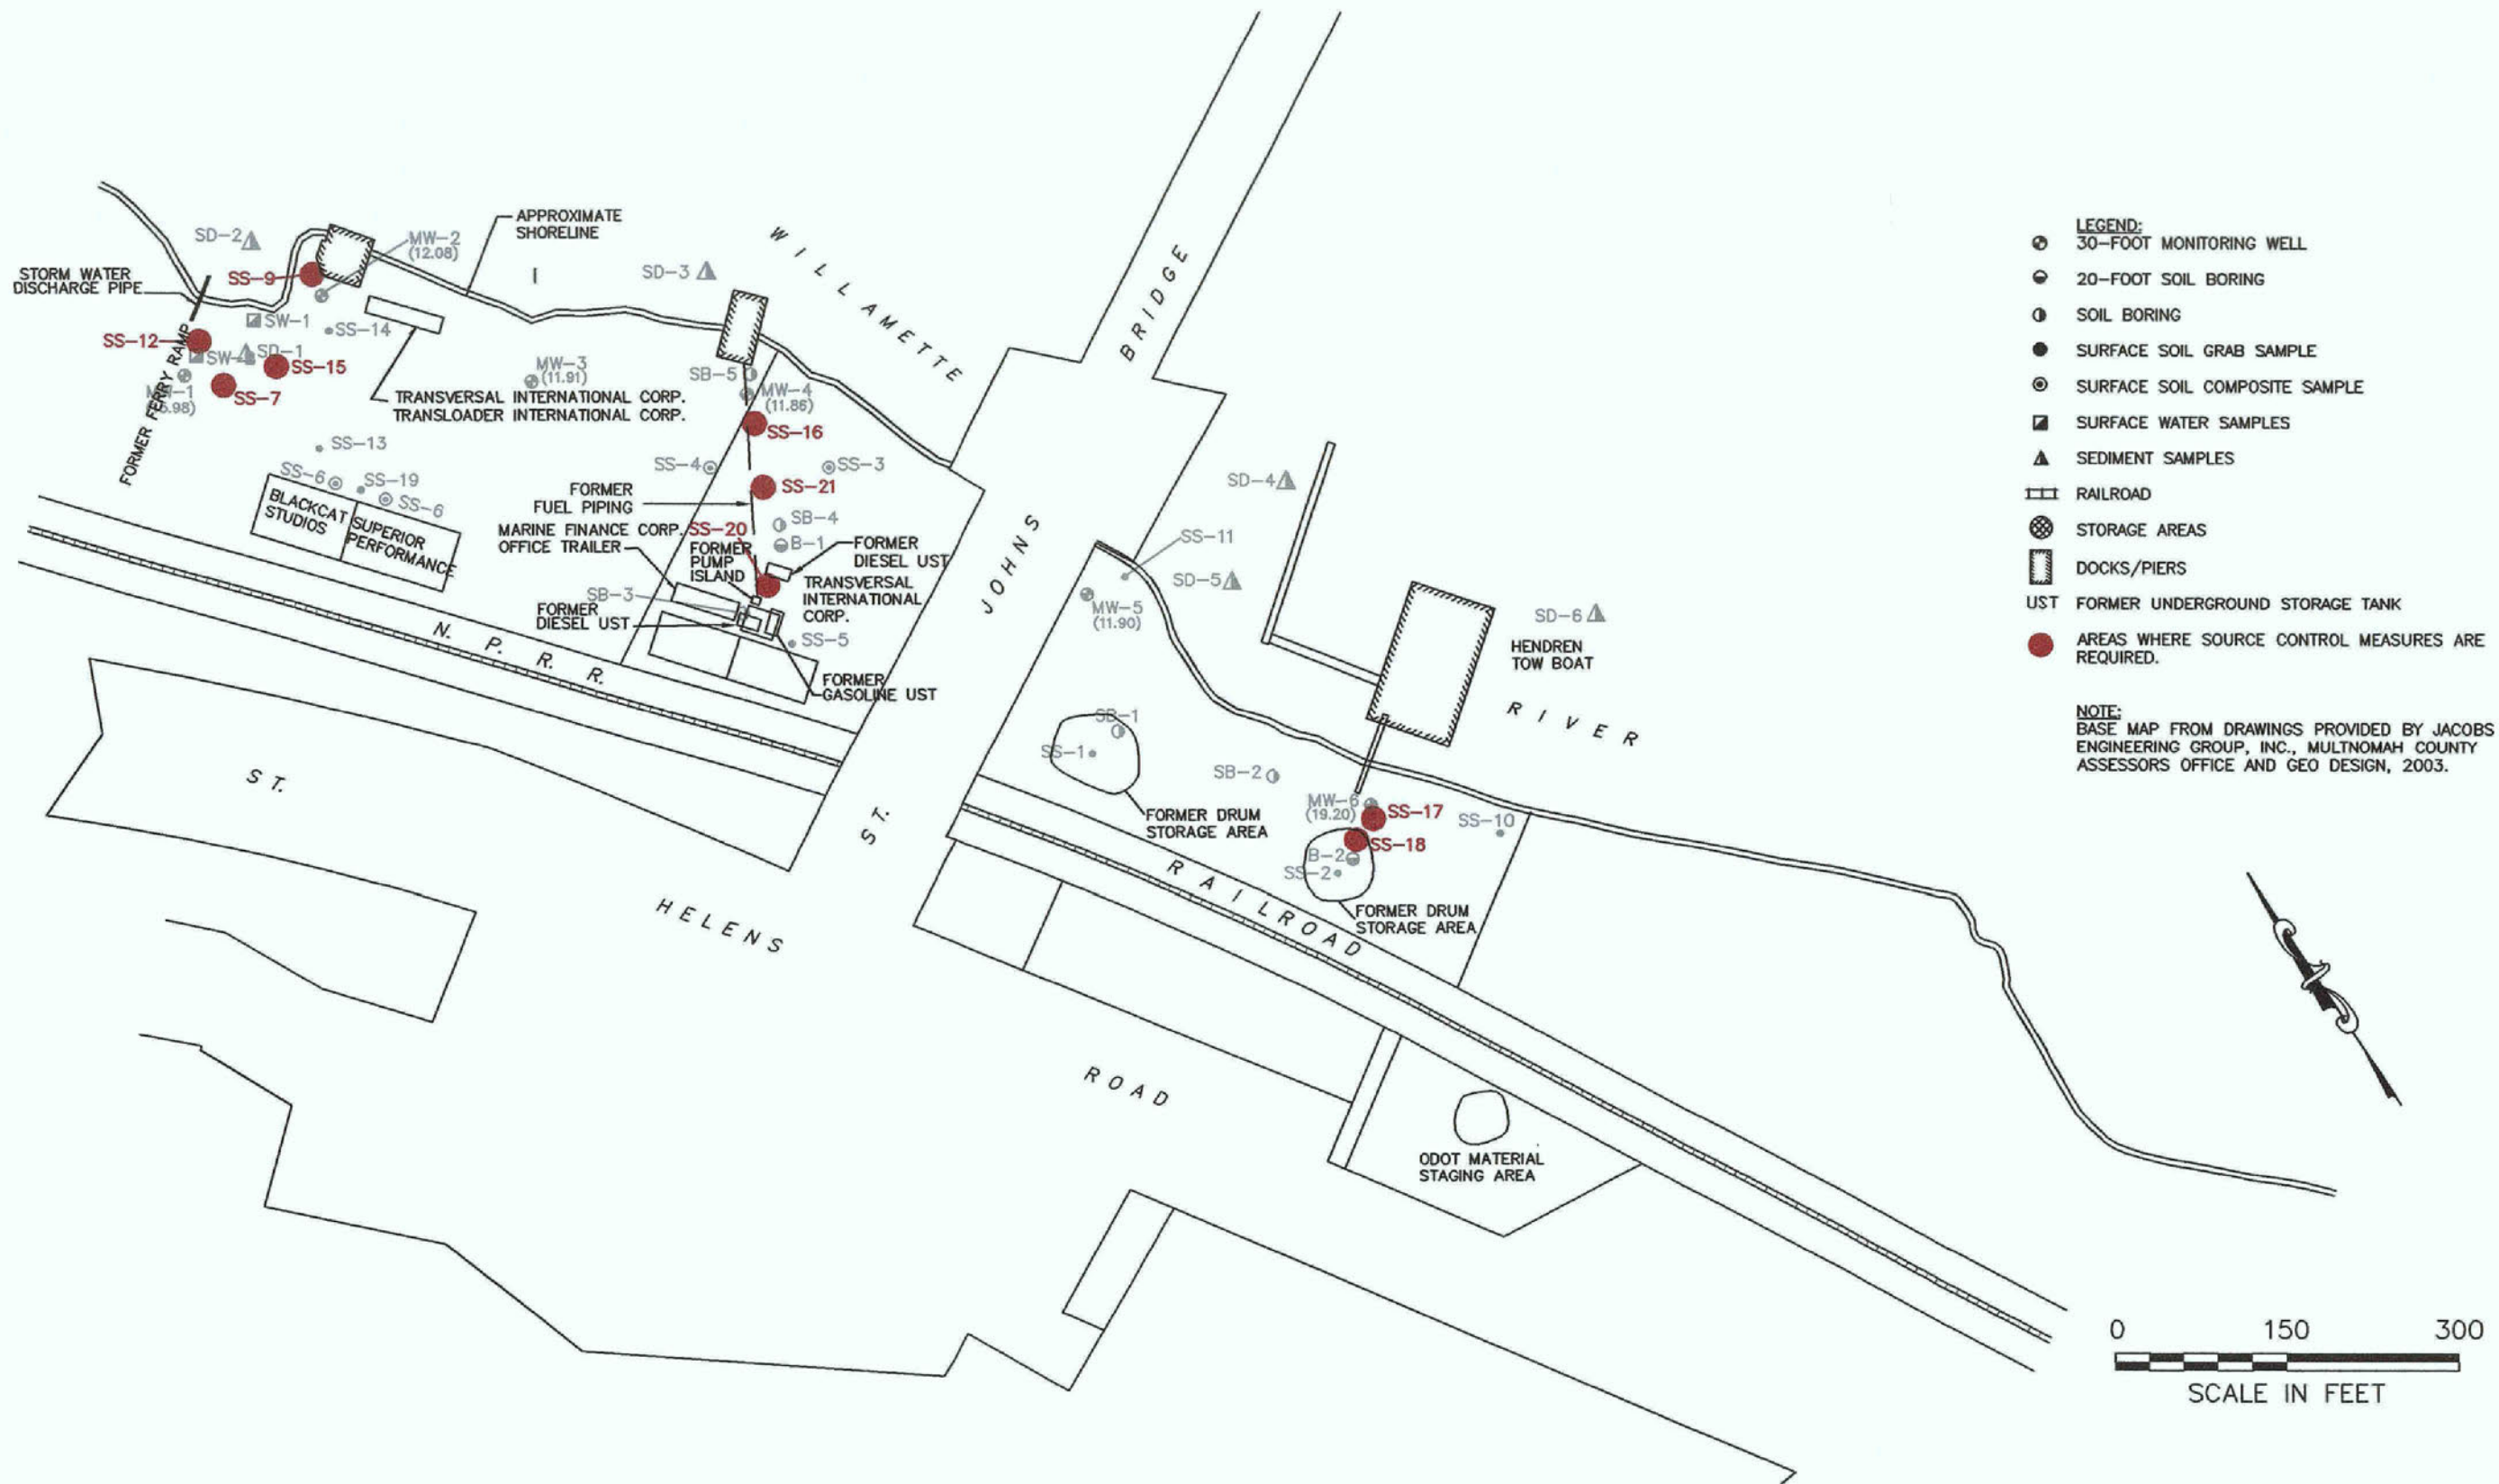 SD-2
STORM WATER
DISCHARGE PIPE
SS-9
MW-2
(12.08)
APPROXIMATE
SHORELINE
SD-3
WILLAMETTE
SS-12
SW-1
SS-14
SD-1
SS-15
SS-7
FORMER FERRY RAMP
TRANSVERSAL INTERNATIONAL CORP.
TRANSLOADER INTERNATIONAL CORP.
MW-3
(11.91)
SB-5
MW-4
(11.86)
SS-16
SS-13
SS-6
SS-19
SS-6
BLACKCAT
STUDIOS
SUPERIOR
PERFORMANCE
SS-4
SS-3
FORMER
FUEL PIPING
SS-21
MARINE FINANCE CORP.
OFFICE TRAILER
SS-20
SB-4
B-1
FORMER
PUMP
ISLAND
FORMER
DIESEL UST
TRANSVERSAL
INTERNATIONAL
CORP.
SB-3
FORMER
DIESEL UST
SS-5
FORMER
GASOLINE UST
N. P. R. R.
ST. JOHNS BRIDGE
SD-4
SS-11
SD-5
MW-5
(11.90)
SD-6
HENDREN
TOW BOAT
RIVER
SB-1
SS-1
SB-2
FORMER DRUM
STORAGE AREA
MW-6
(19.20)
SS-17
SS-10
SS-18
B-2
SS-2
FORMER DRUM
STORAGE AREA
RAILROAD
ST. HELENS ROAD
ODOT MATERIAL
STAGING AREA
LEGEND:
30-FOOT MONITORING WELL
20-FOOT SOIL BORING
SOIL BORING
SURFACE SOIL GRAB SAMPLE
SURFACE SOIL COMPOSITE SAMPLE
SURFACE WATER SAMPLES
SEDIMENT SAMPLES
RAILROAD
STORAGE AREAS
DOCKS/PIERS
UST FORMER UNDERGROUND STORAGE TANK
AREAS WHERE SOURCE CONTROL MEASURES ARE
REQUIRED.
NOTE:
BASE MAP FROM DRAWINGS PROVIDED BY JACOBS
ENGINEERING GROUP, INC., MULTNOMAH COUNTY
ASSESSORS OFFICE AND GEO DESIGN, 2003.
0 150 300
SCALE IN FEET